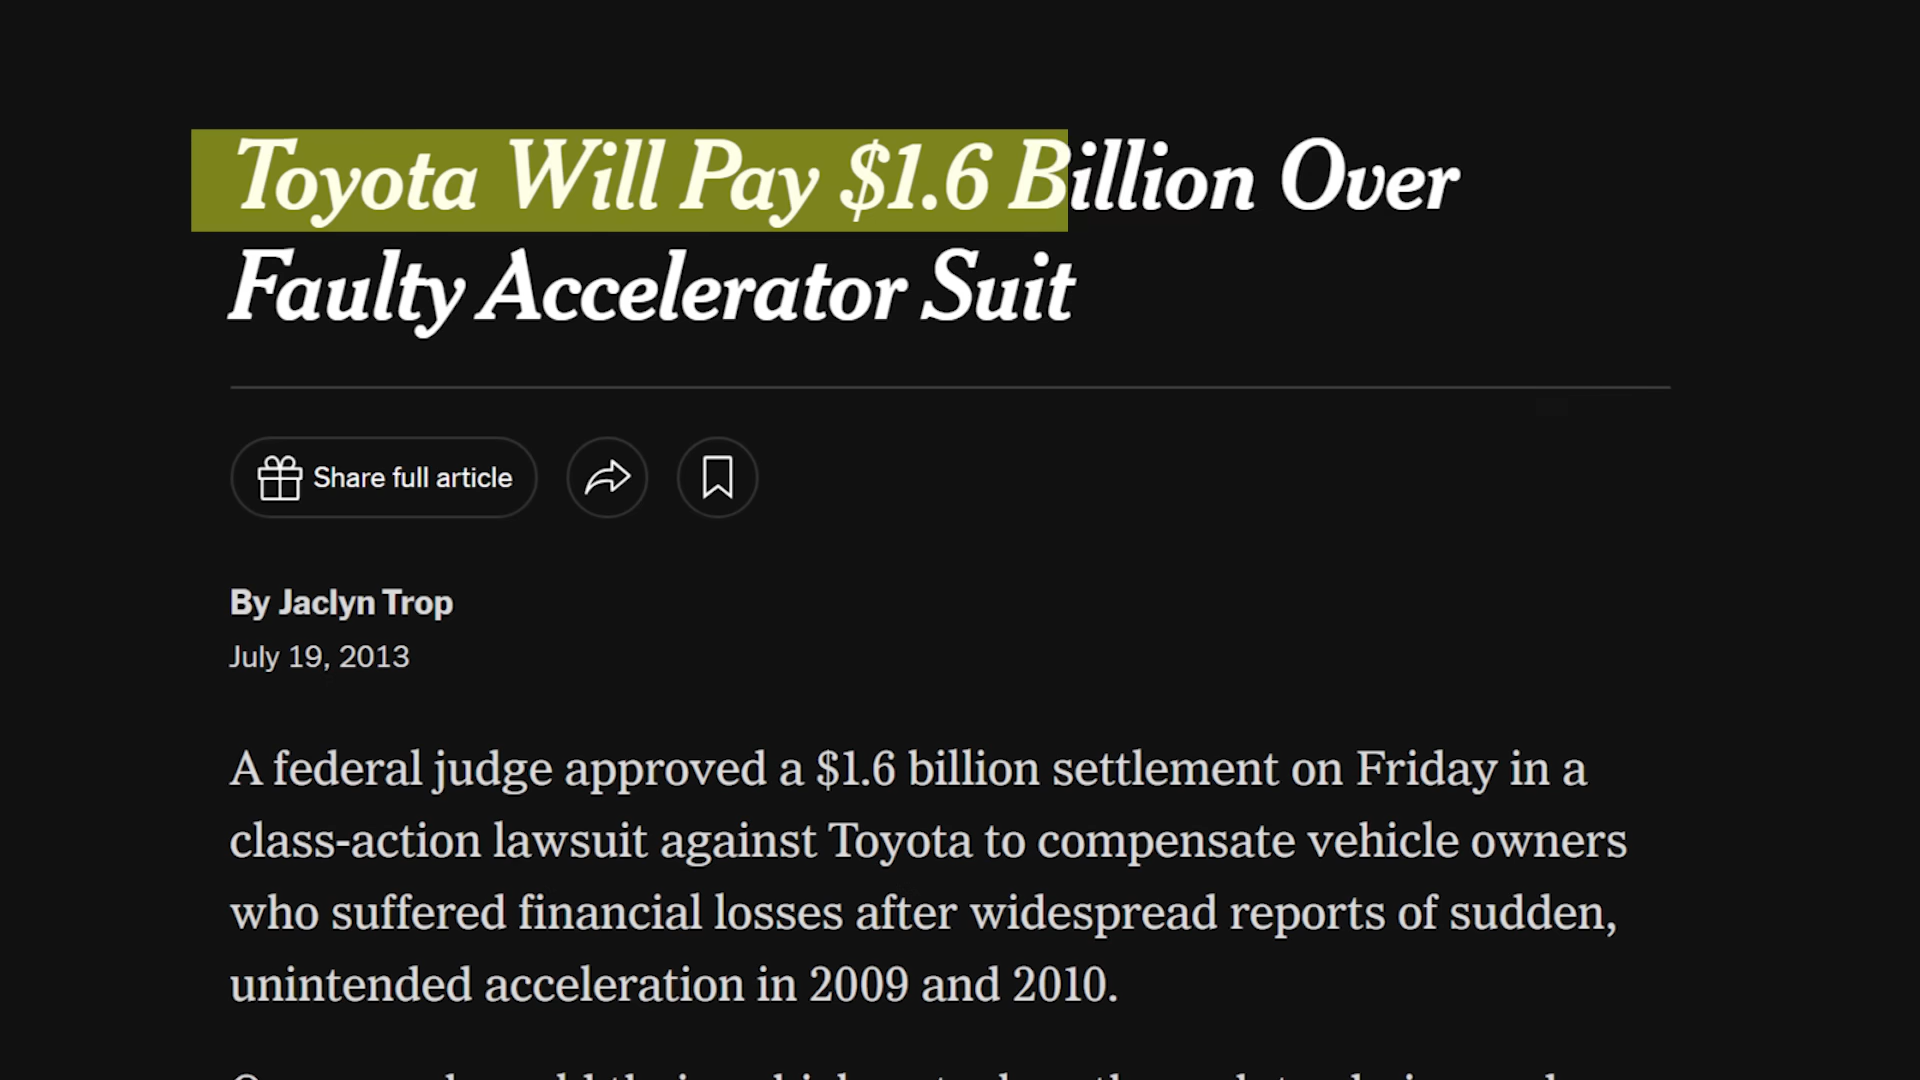 Toyota Will Pay $1.6 Billion Over
Faulty Accelerator Suit
Share full article
By Jaclyn Trop
July 19, 2013
A federal judge approved a $1.6 billion settlement on Friday in a
class-action lawsuit against Toyota to compensate vehicle owners
who suffered financial losses after widespread reports of sudden,
unintended acceleration in 2009 and 2010.